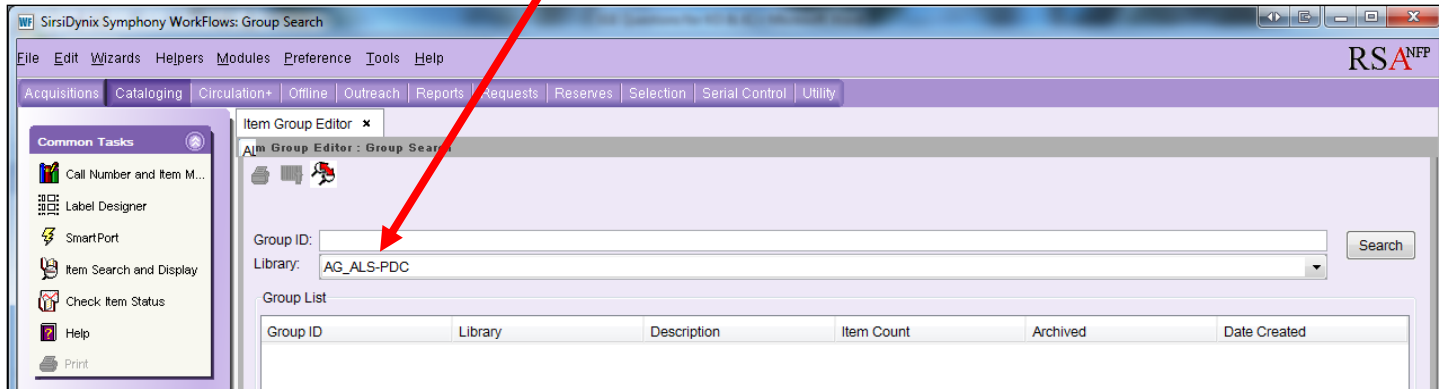 WF SirsiDynix Symphony WorkFlows: Group Search
File Edit Wizards Helpers Modules Preference Tools Help
RSANFP
Acquisitions Cataloging Circulation+ Offline Outreach Reports Requests Reserves Selection Serial Control Utility
Common Tasks
Call Number and Item M...
Label Designer
SmartPort
Item Search and Display
Check Item Status
Help
Print
Item Group Editor ×
m Group Editor : Group Search
Group ID:
Search
Library: AG_ALS-PDC
Group List
Group ID Library Description Item Count Archived Date Created